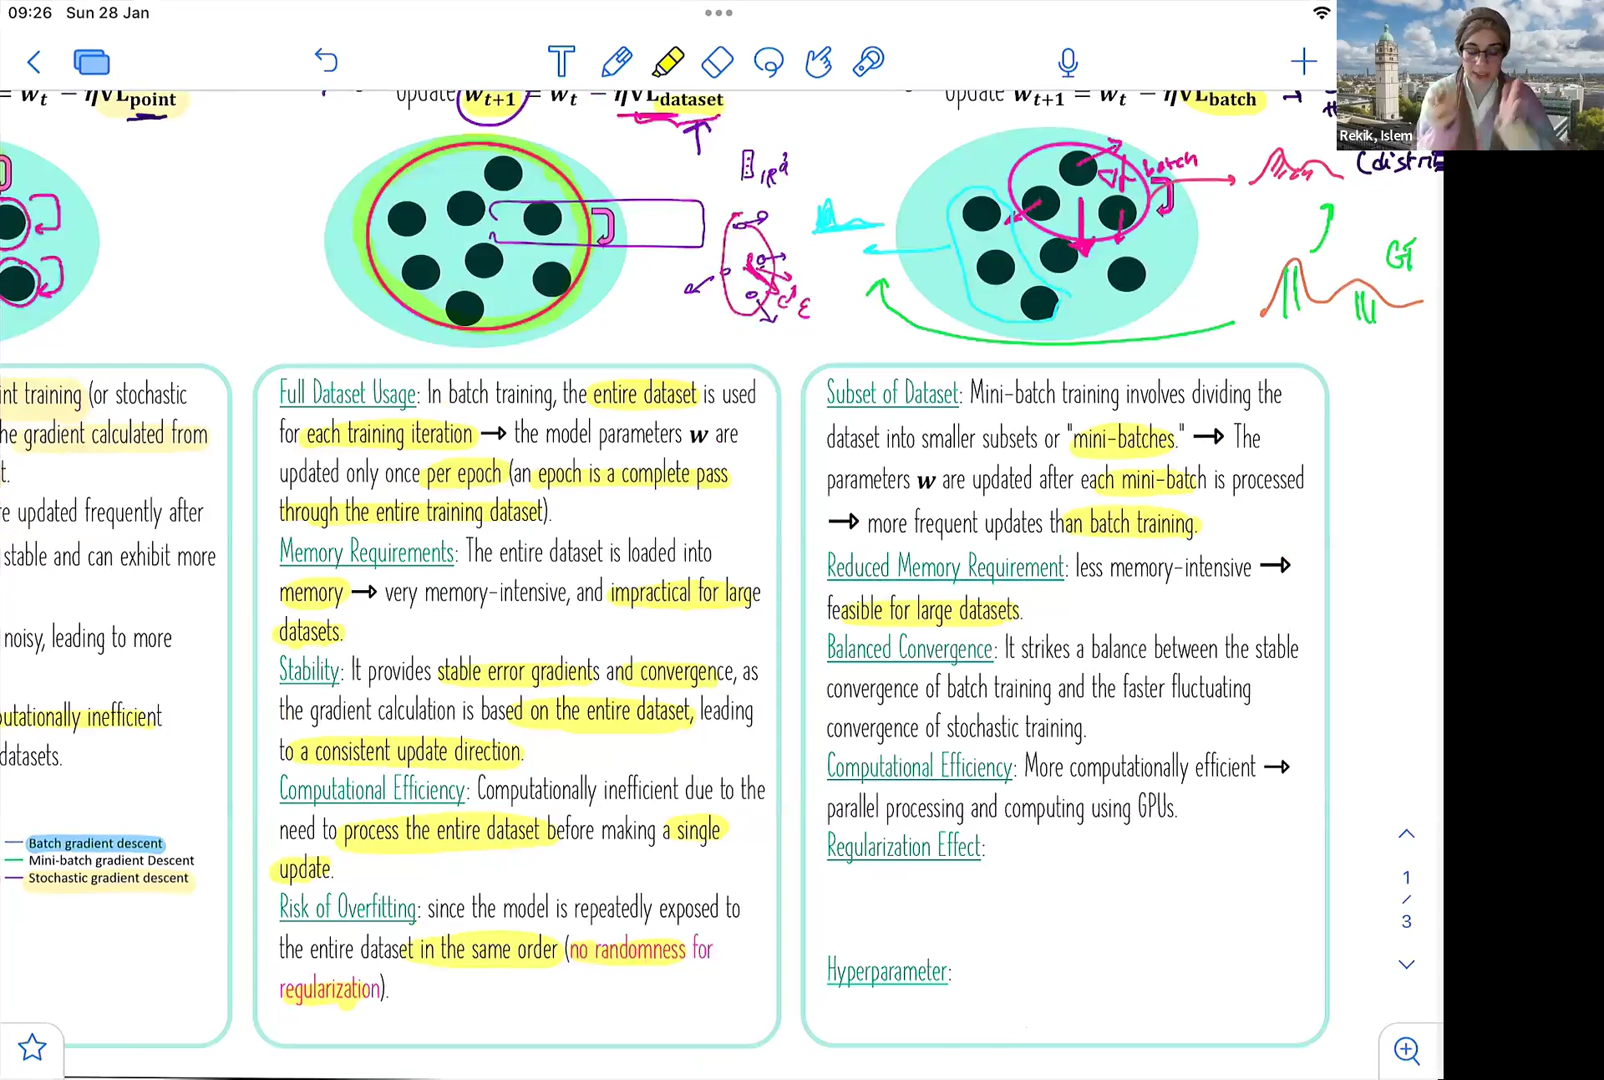 09:26 Sun 28 Jan
Rekik, Islem
= w_t − η∇L_point
update w_{t+1} = w_t − η∇L_dataset
update w_{t+1} = w_t − η∇L_batch
ℝ^d
batch
(distri
GT
int training (or stochastic
he gradient calculated from
t.
re updated frequently after
stable and can exhibit more
noisy, leading to more
putationally inefficient
datasets.
Batch gradient descent
Mini-batch gradient Descent
Stochastic gradient descent
Full Dataset Usage: In batch training, the entire dataset is used
for each training iteration → the model parameters w are
updated only once per epoch (an epoch is a complete pass
through the entire training dataset).
Memory Requirements: The entire dataset is loaded into
memory → very memory-intensive, and impractical for large
datasets.
Stability: It provides stable error gradients and convergence, as
the gradient calculation is based on the entire dataset, leading
to a consistent update direction.
Computational Efficiency: Computationally inefficient due to the
need to process the entire dataset before making a single
update.
Risk of Overfitting: since the model is repeatedly exposed to
the entire dataset in the same order (no randomness for
regularization).
Subset of Dataset: Mini-batch training involves dividing the
dataset into smaller subsets or "mini-batches." → The
parameters w are updated after each mini-batch is processed
→ more frequent updates than batch training.
Reduced Memory Requirement: less memory-intensive →
feasible for large datasets.
Balanced Convergence: It strikes a balance between the stable
convergence of batch training and the faster fluctuating
convergence of stochastic training.
Computational Efficiency: More computationally efficient →
parallel processing and computing using GPUs.
Regularization Effect:
Hyperparameter:
1
/
3